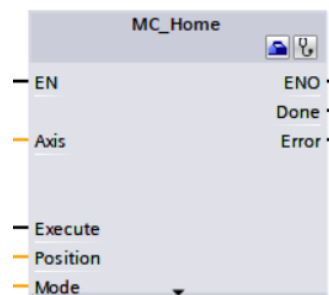 MC_Home
EN ENO
Done
Axis Error
Execute
Position
Mode